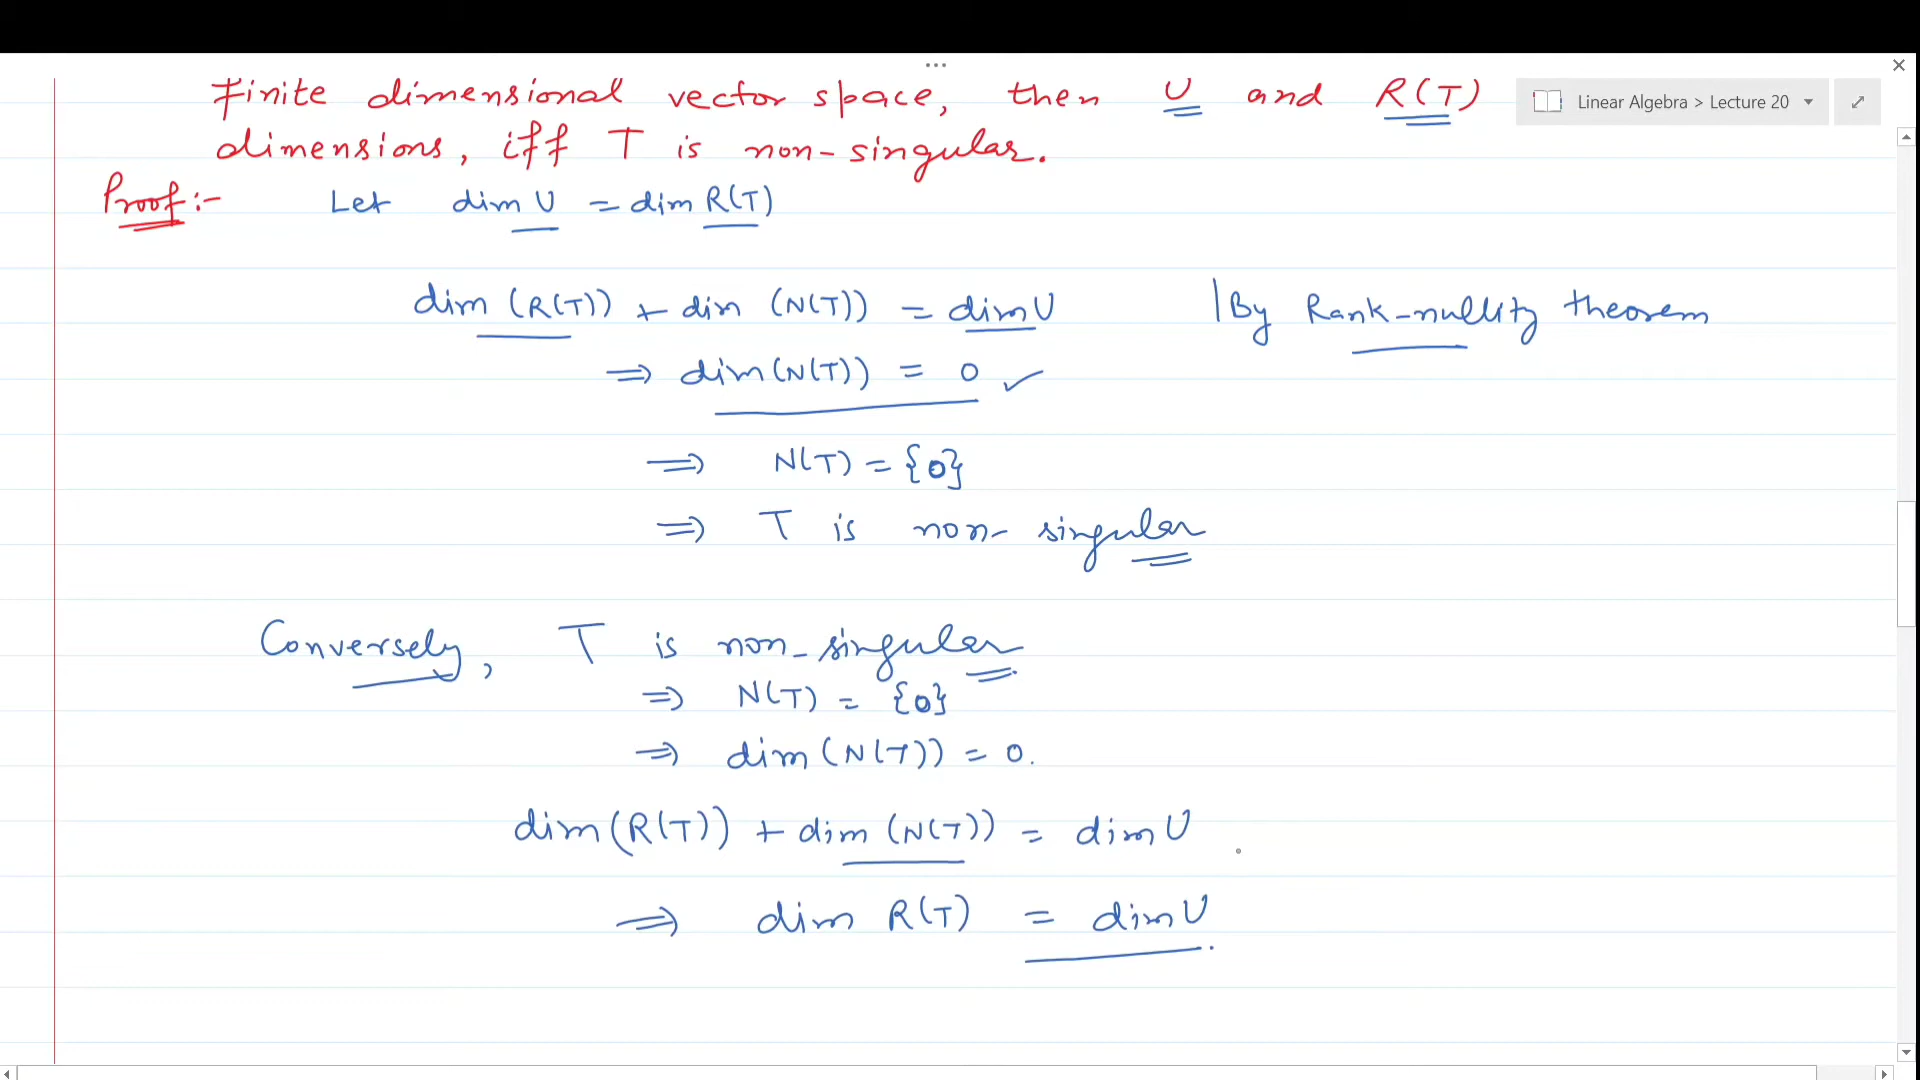 Finite dimensional vector space, then U and R(T)
Linear Algebra > Lecture 20
dimensions, iff T is non-singular.
Proof:- Let dim U = dim R(T)
dim (R(T)) + dim (N(T)) = dim U |By Rank-nullity theorem
⇒ dim(N(T)) = 0 ✓
⇒ N(T) = {0}
⇒ T is non-singular
Conversely, T is non-singular.
⇒ N(T) = {0}
⇒ dim (N(T)) = 0.
dim(R(T)) + dim (N(T)) = dim U
⇒ dim R(T) = dim U.